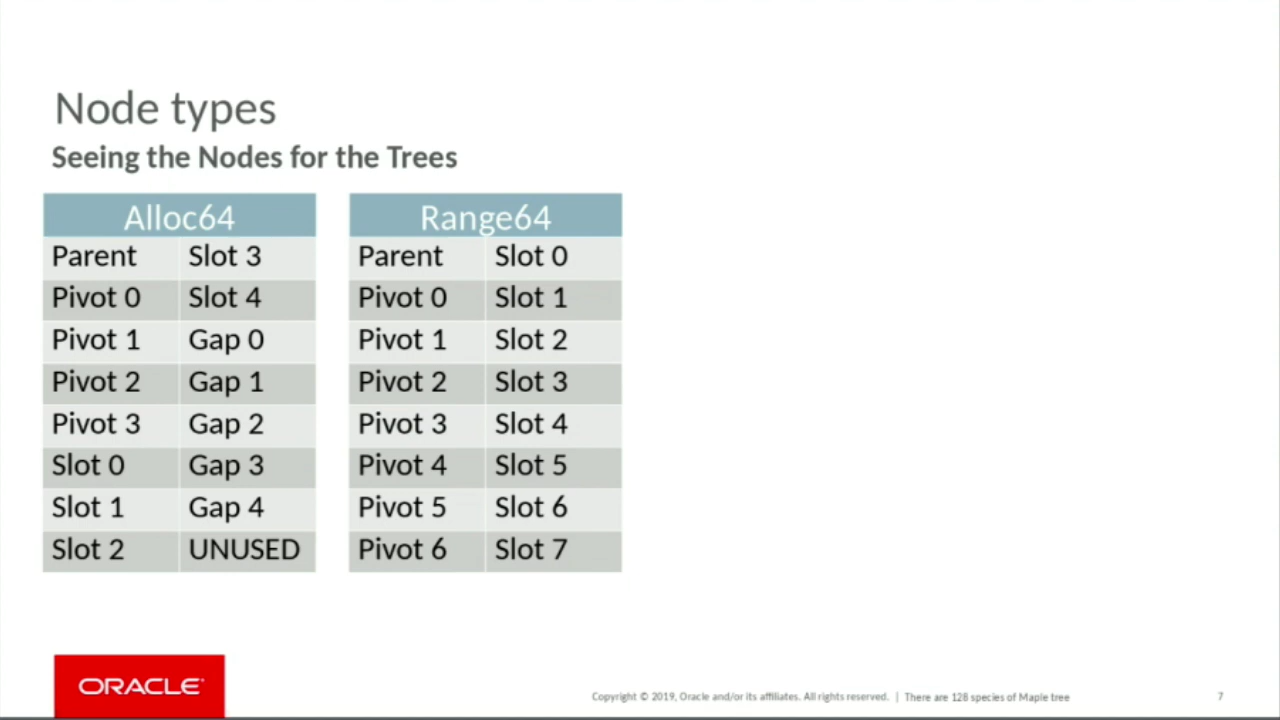 Node types
Seeing the Nodes for the Trees
Alloc64
Parent Slot 3
Pivot 0 Slot 4
Pivot 1 Gap 0
Pivot 2 Gap 1
Pivot 3 Gap 2
Slot 0 Gap 3
Slot 1 Gap 4
Slot 2 UNUSED
Range64
Parent Slot 0
Pivot 0 Slot 1
Pivot 1 Slot 2
Pivot 2 Slot 3
Pivot 3 Slot 4
Pivot 4 Slot 5
Pivot 5 Slot 6
Pivot 6 Slot 7
ORACLE
Copyright © 2019, Oracle and/or its affiliates. All rights reserved. | There are 128 species of Maple tree
7